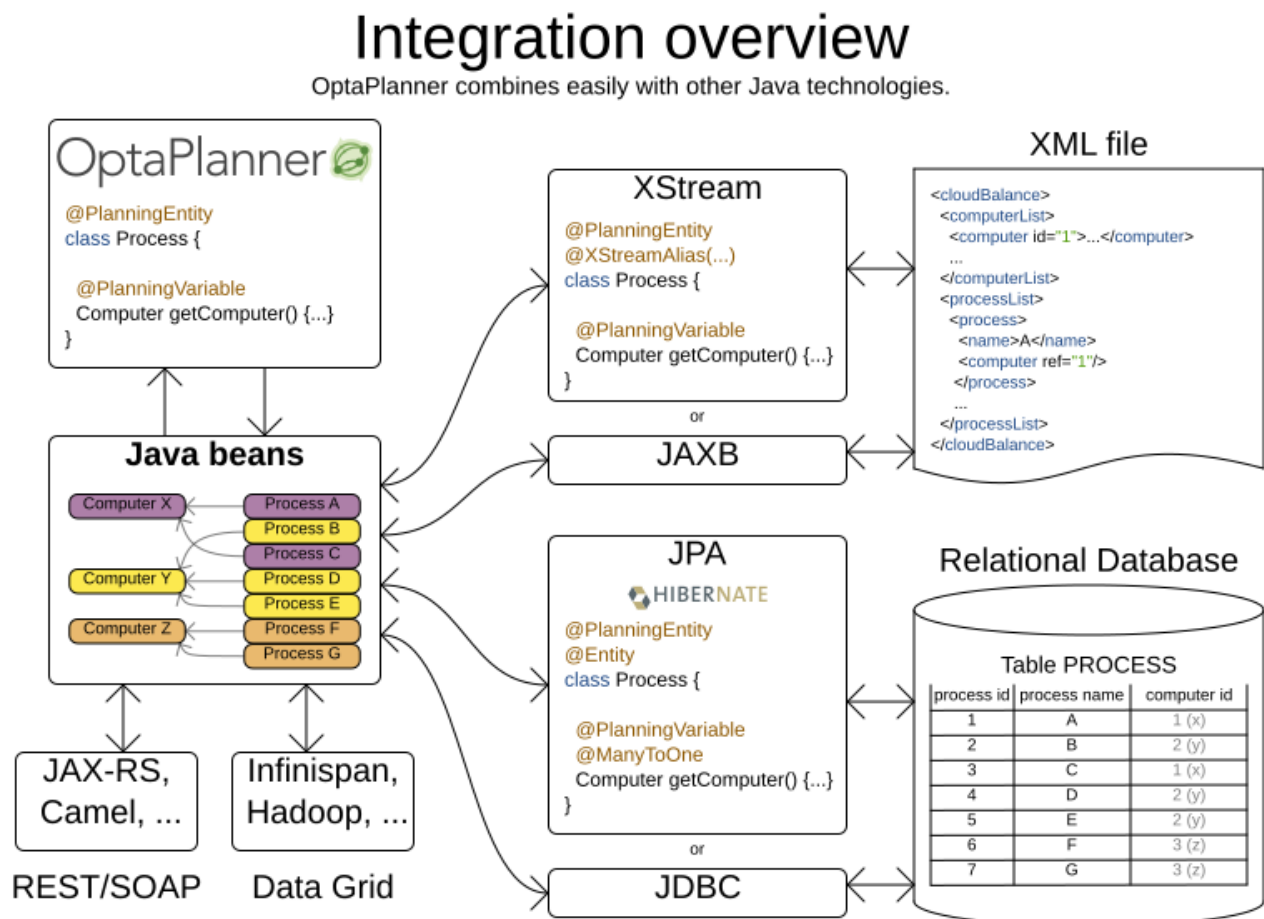 Integration overview
OptaPlanner combines easily with other Java technologies.
OptaPlanner
@PlanningEntity
class Process {
@PlanningVariable
Computer getComputer() {...}
}
Java beans
Computer X
Process A
Process B
Process C
Computer Y
Process D
Process E
Computer Z
Process F
Process G
JAX-RS,
Camel, ...
REST/SOAP
Infinispan,
Hadoop, ...
Data Grid
XStream
@PlanningEntity
@XStreamAlias(...)
class Process {
@PlanningVariable
Computer getComputer() {...}
}
or
JAXB
XML file
<cloudBalance>
<computerList>
<computer id="1">...</computer>
...
</computerList>
<processList>
<process>
<name>A</name>
<computer ref="1"/>
</process>
...
</processList>
</cloudBalance>
JPA
HIBERNATE
@PlanningEntity
@Entity
class Process {
@PlanningVariable
@ManyToOne
Computer getComputer() {...}
}
or
JDBC
Relational Database
Table PROCESS
process id process name computer id
1 A 1 (x)
2 B 2 (y)
3 C 1 (x)
4 D 2 (y)
5 E 2 (y)
6 F 3 (z)
7 G 3 (z)